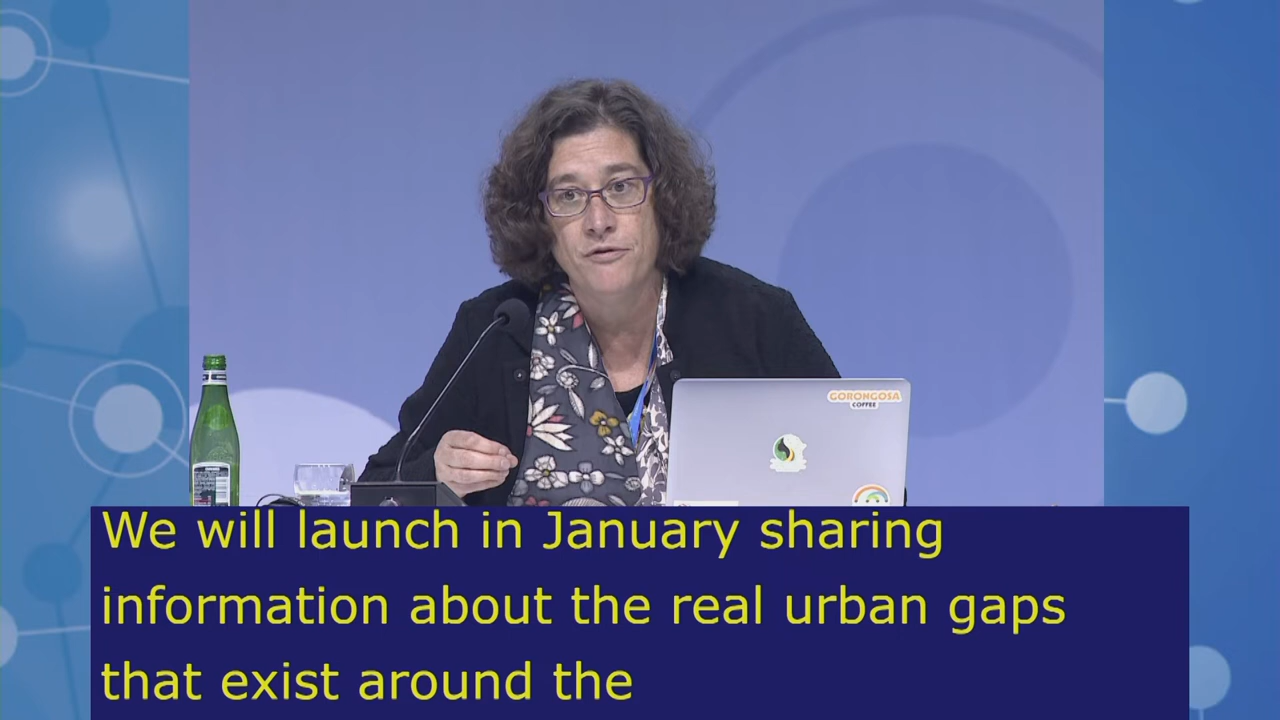 GORONGOSA
COFFEE
We will launch in January sharing
information about the real urban gaps
that exist around the